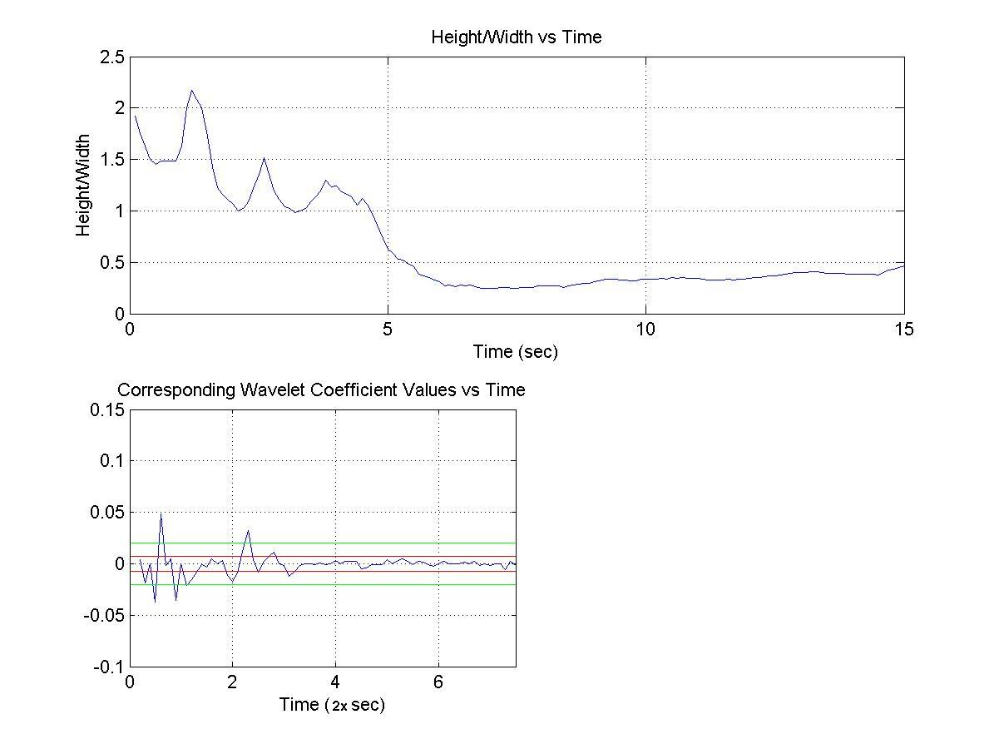 Height/Width vs Time
2.5
2
1.5
1
0.5
0
Height/Width
0 5 10 15
Time (sec)
Corresponding Wavelet Coefficient Values vs Time
0.15
0.1
0.05
0
-0.05
-0.1
0 2 4 6
Time (2x sec)